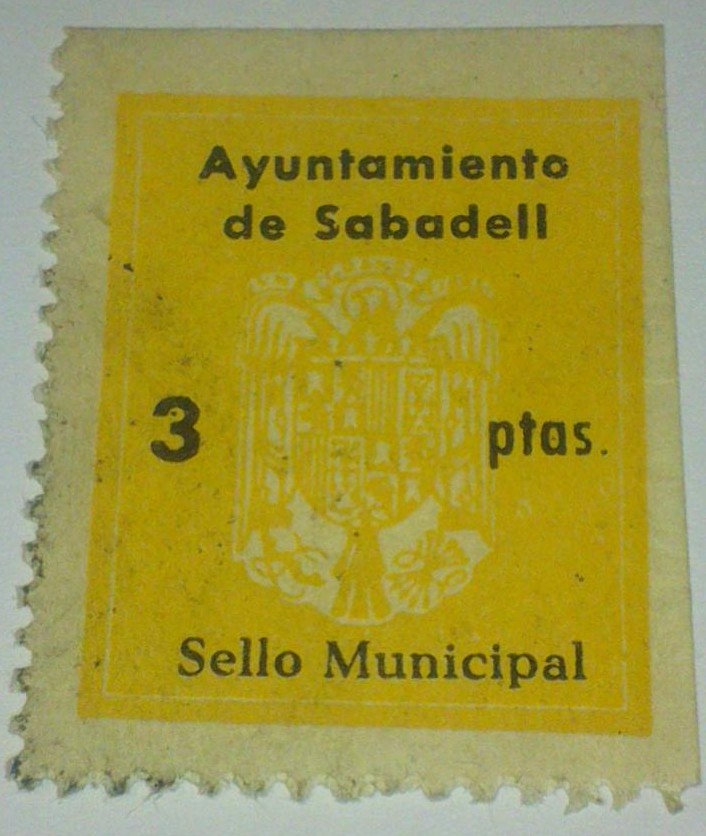 Ayuntamiento
de Sabadell
3 ptas.
Sello Municipal